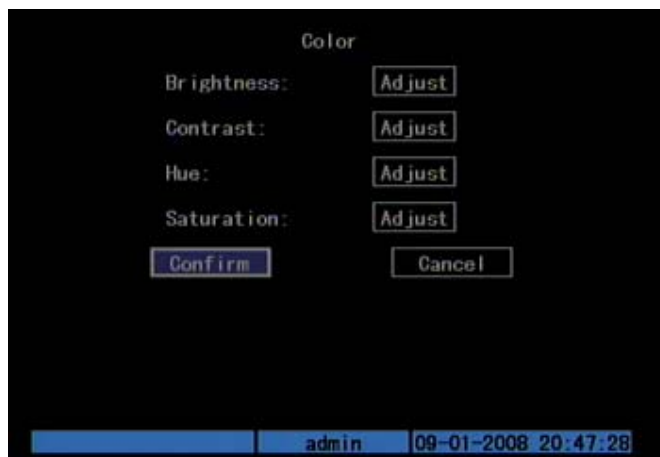 Color
Brightness: Adjust
Contrast: Adjust
Hue: Adjust
Saturation: Adjust
Confirm Cancel
admin 09-01-2008 20:47:28